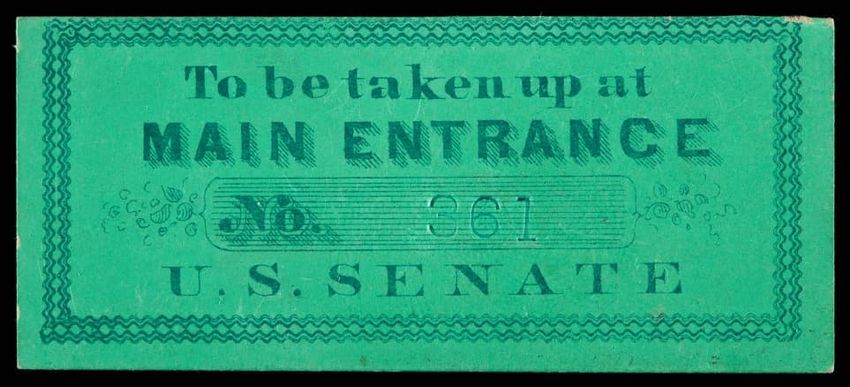 To be taken up at
MAIN ENTRANCE
No. 361
U. S. SENATE